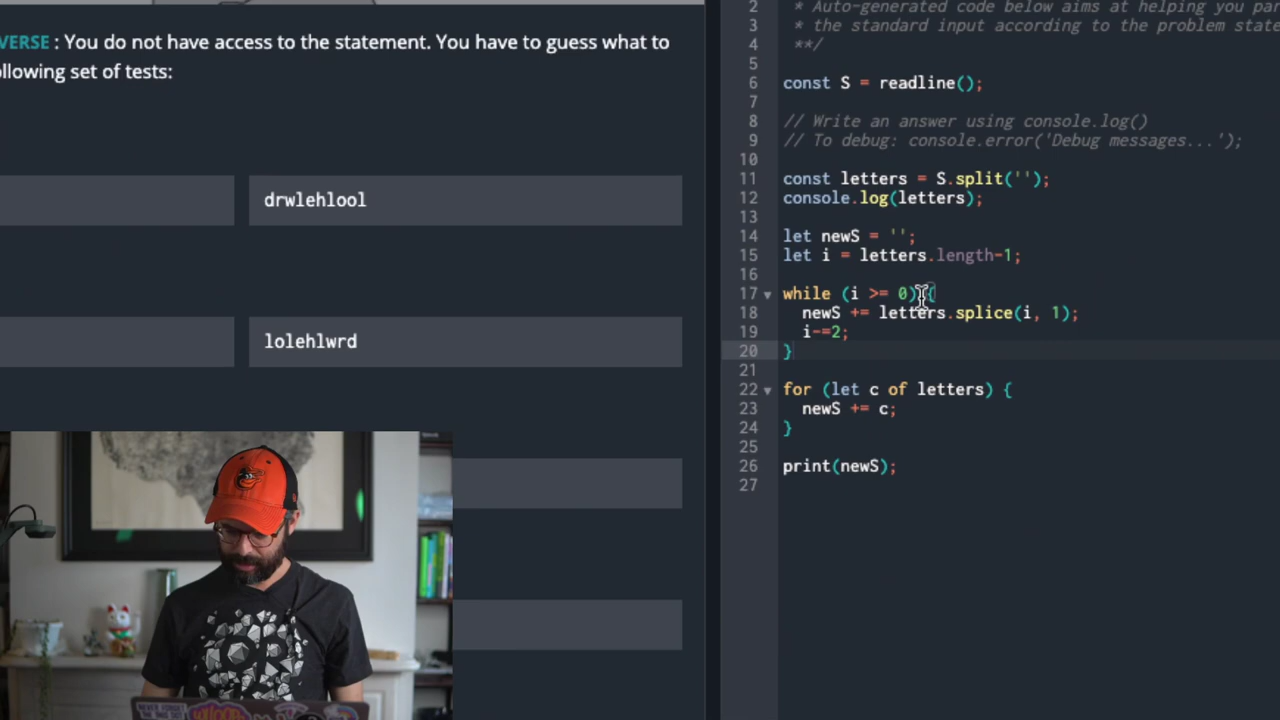 VERSE : You do not have access to the statement. You have to guess what to
ollowing set of tests:
drwlehlool
lolehlwrd
2 * Auto-generated code below aims at helping you par
3 * the standard input according to the problem state
4 **/
5
6 const S = readline();
7
8 // Write an answer using console.log()
9 // To debug: console.error('Debug messages...');
10
11 const letters = S.split('');
12 console.log(letters);
13
14 let newS = '';
15 let i = letters.length-1;
16
17 while (i >= 0) {
18 newS += letters.splice(i, 1);
19 i-=2;
20 }
21
22 for (let c of letters) {
23 newS += c;
24 }
25
26 print(newS);
27